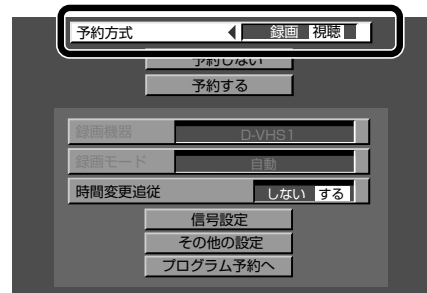 予約方式 録画 視聴
予約しない
予約する
録画機器 D-VHS1
録画モード 自動
時間変更追従 しない する
信号設定
その他の設定
プログラム予約へ